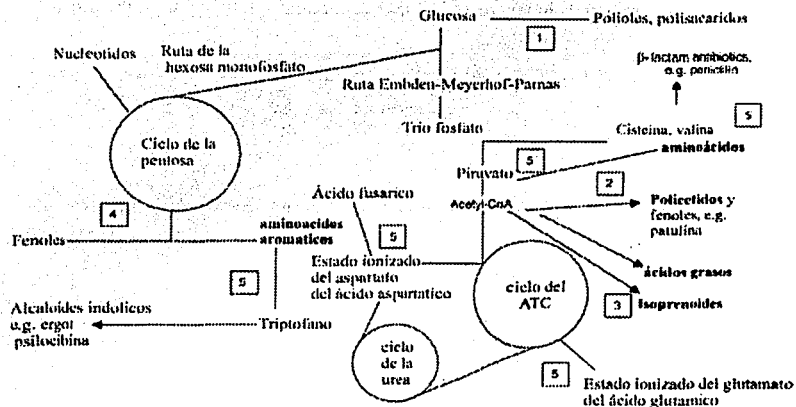 Glucosa
Pólioles, polisacáridos
1
Nucleotidos
Ruta de la
hexosa monofosfato
β-lactam antibiotics,
e.g. penicilin
Ruta Embden-Meyerhof-Parnas
Trio fosfato
Ciclo de la
pentosa
5
Cisteina, valina
aminoácidos
5
Piruvato
2
Ácido fusarico
Acetyl-CoA
Policetidos y
fenoles, e.g.
patulina
4
Fenoles
aminoacidos
aromaticos
5
Estado ionizado
del aspartato
del ácido aspartatico
ácidos grasos
5
ciclo del
ATC
3
Isoprenoides
Alcaloides indolicos
e.g. ergot
psilocibina
Triptofano
ciclo
de la
urea
5
Estado ionizado del glutamato
del ácido glutamico